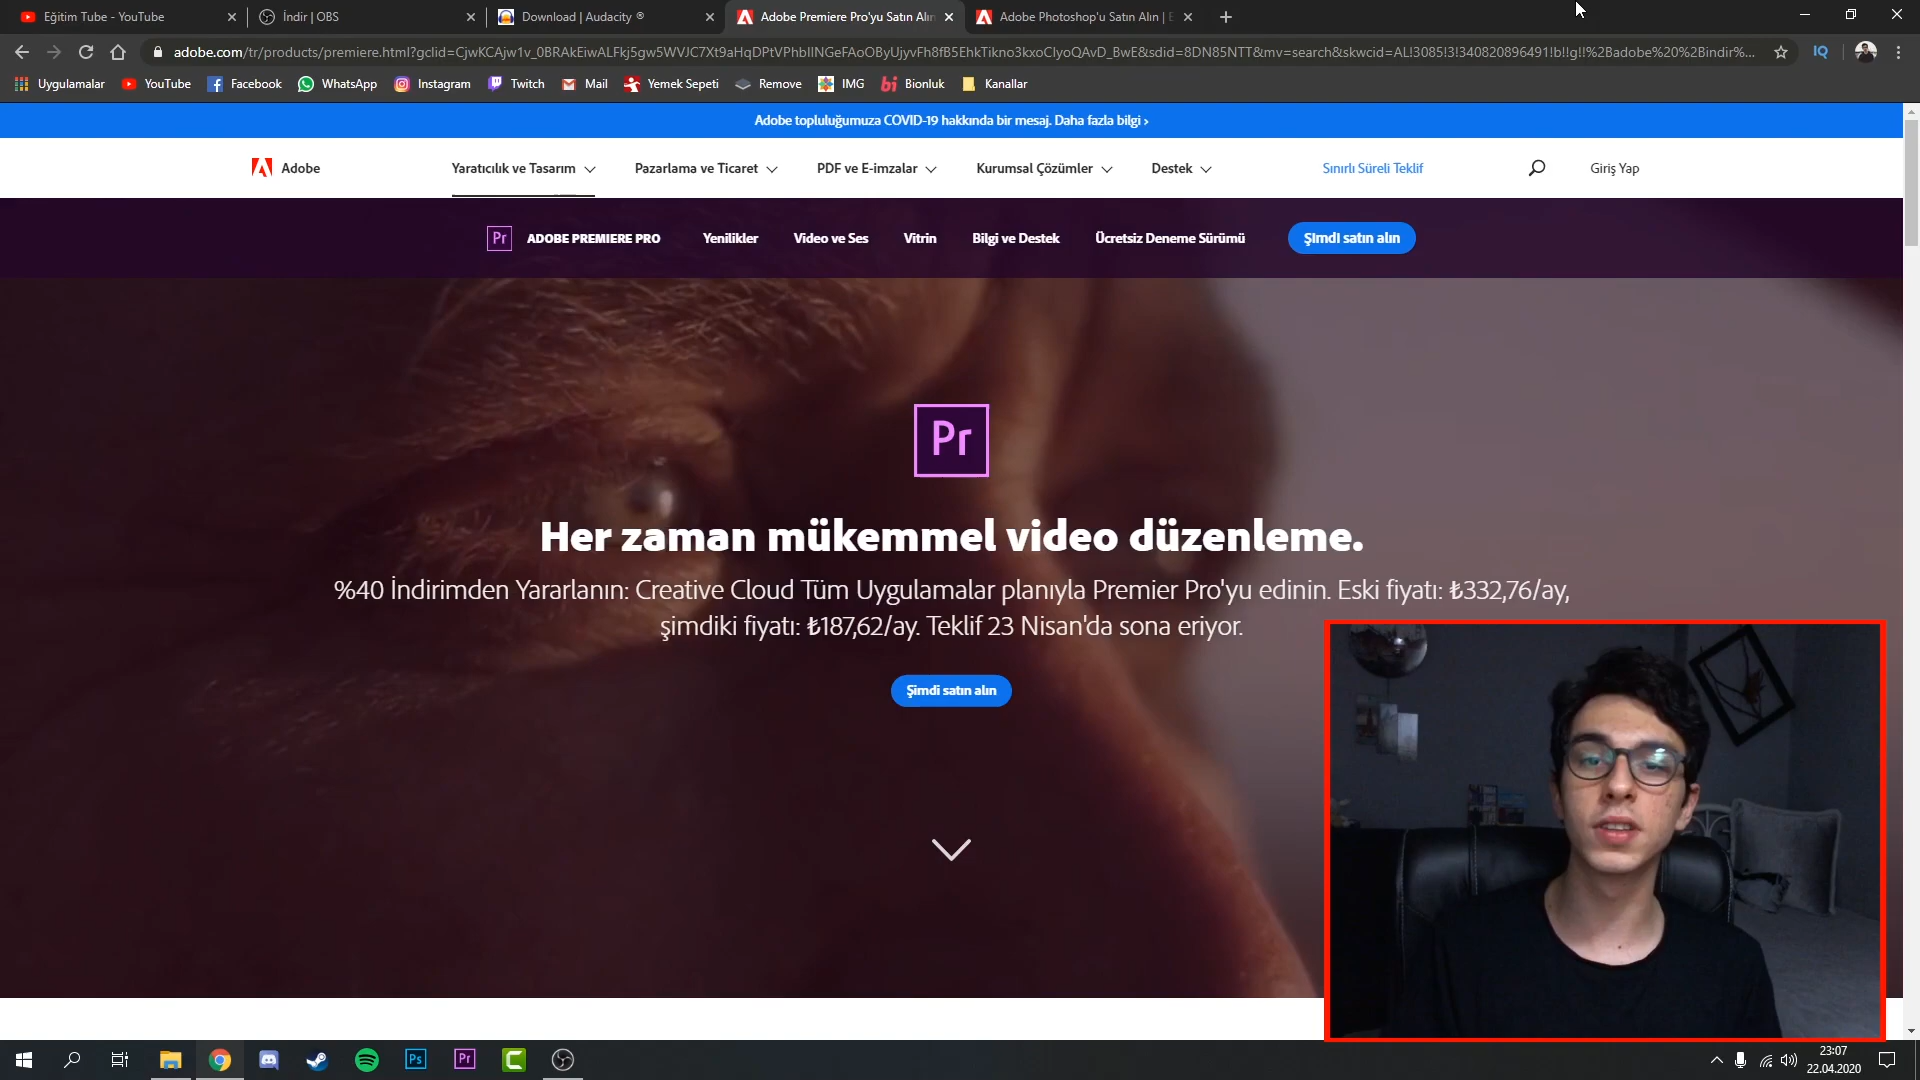 Eğitim Tube - YouTube
İndir | OBS
Download | Audacity ®
Adobe Premiere Pro'yu Satın Alın
Adobe Photoshop'u Satın Alın | E
adobe.com/tr/products/premiere.html?gclid=CjwKCAjw1v_0BRAkEiwALFkj5gw5WVJC7Xt9aHqDPtVPhbIlNGeFAoOByUjyvFh8fB5EhkTikno3kxoCIyoQAvD_BwE&sdid=8DN85NTT&mv=search&skwcid=AL!3085!3!340820896491!b!!g!!%2Badobe%20%2Bindir%...
IQ
Uygulamalar
YouTube
Facebook
WhatsApp
Instagram
Twitch
Mail
Yemek Sepeti
Remove
IMG
bi Bionluk
Kanallar
Adobe topluluğumuza COVID-19 hakkında bir mesaj. Daha fazla bilgi ›
Adobe
Yaratıcılık ve Tasarım
Pazarlama ve Ticaret
PDF ve E-imzalar
Kurumsal Çözümler
Destek
Sınırlı Süreli Teklif
Giriş Yap
Pr
ADOBE PREMIERE PRO
Yenilikler
Video ve Ses
Vitrin
Bilgi ve Destek
Ücretsiz Deneme Sürümü
Şimdi satın alın
Pr
Her zaman mükemmel video düzenleme.
%40 İndirimden Yararlanın: Creative Cloud Tüm Uygulamalar planıyla Premier Pro'yu edinin. Eski fiyatı: ₺332,76/ay,
şimdiki fiyatı: ₺187,62/ay. Teklif 23 Nisan'da sona eriyor.
Şimdi satın alın
Ps
Pr
23:07
22.04.2020